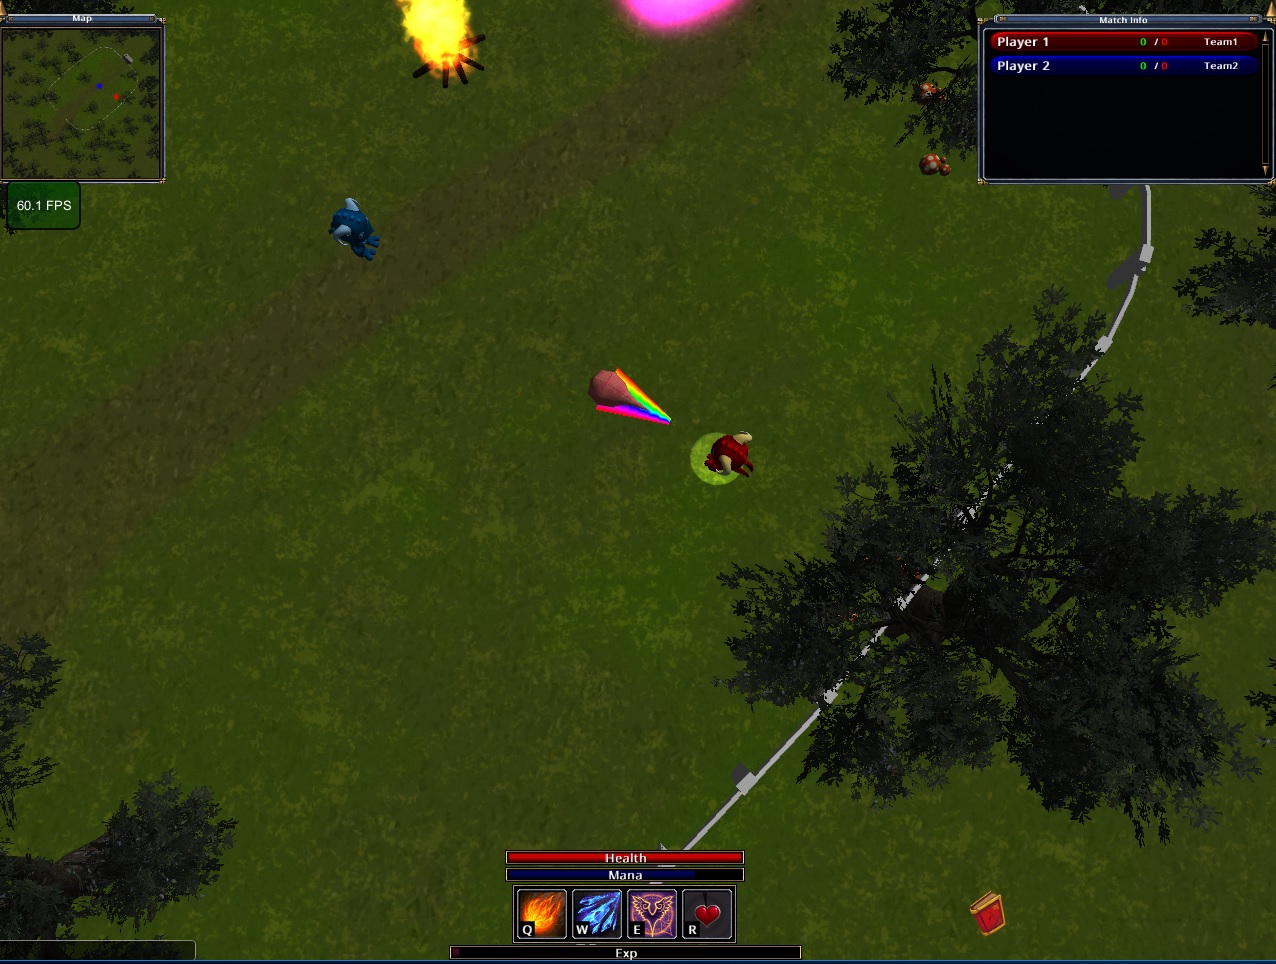 Map
Match Info
Player 1 0 / 0 Team1
Player 2 0 / 0 Team2
60.1 FPS
Health
Mana
Q W E R
Exp